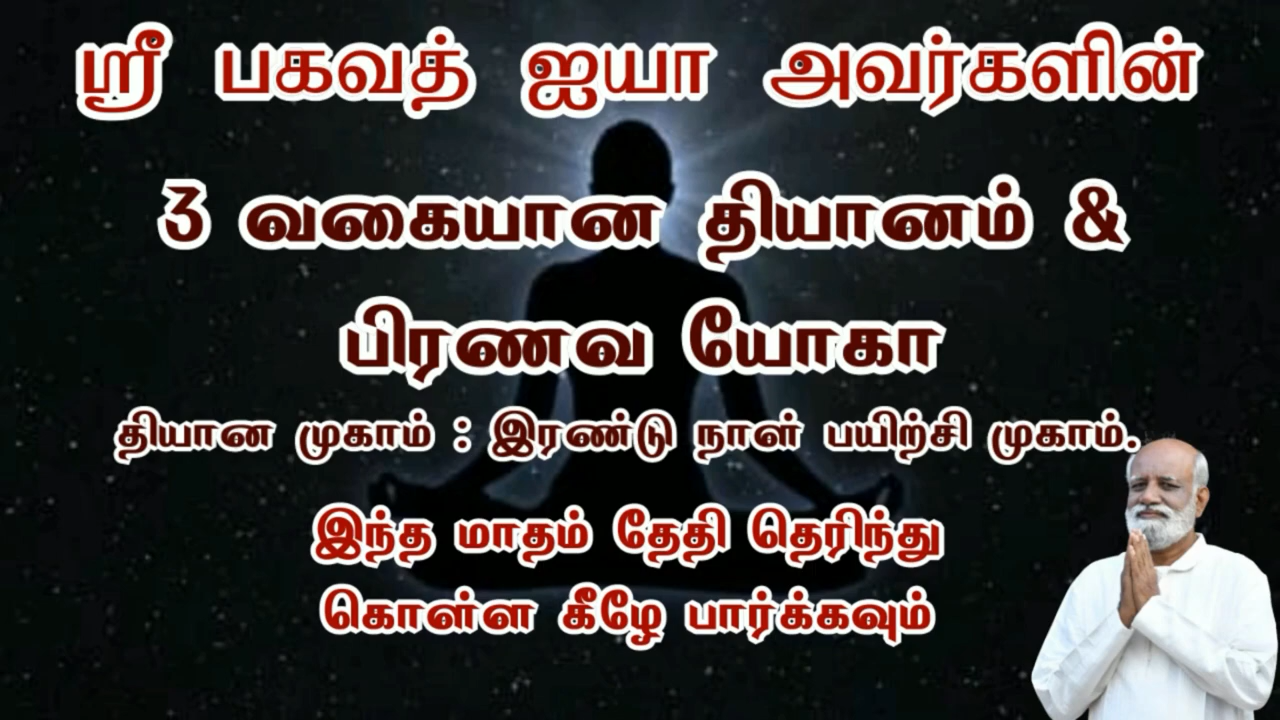 ஸ்ரீ பகவத் ஐயா அவர்களின்
3 வகையான தியானம் &
பிரணவ யோகா
தியான முகாம் : இரண்டு நாள் பயிற்சி முகாம்.
இந்த மாதம் தேதி தெரிந்து
கொள்ள கீழே பார்க்கவும்